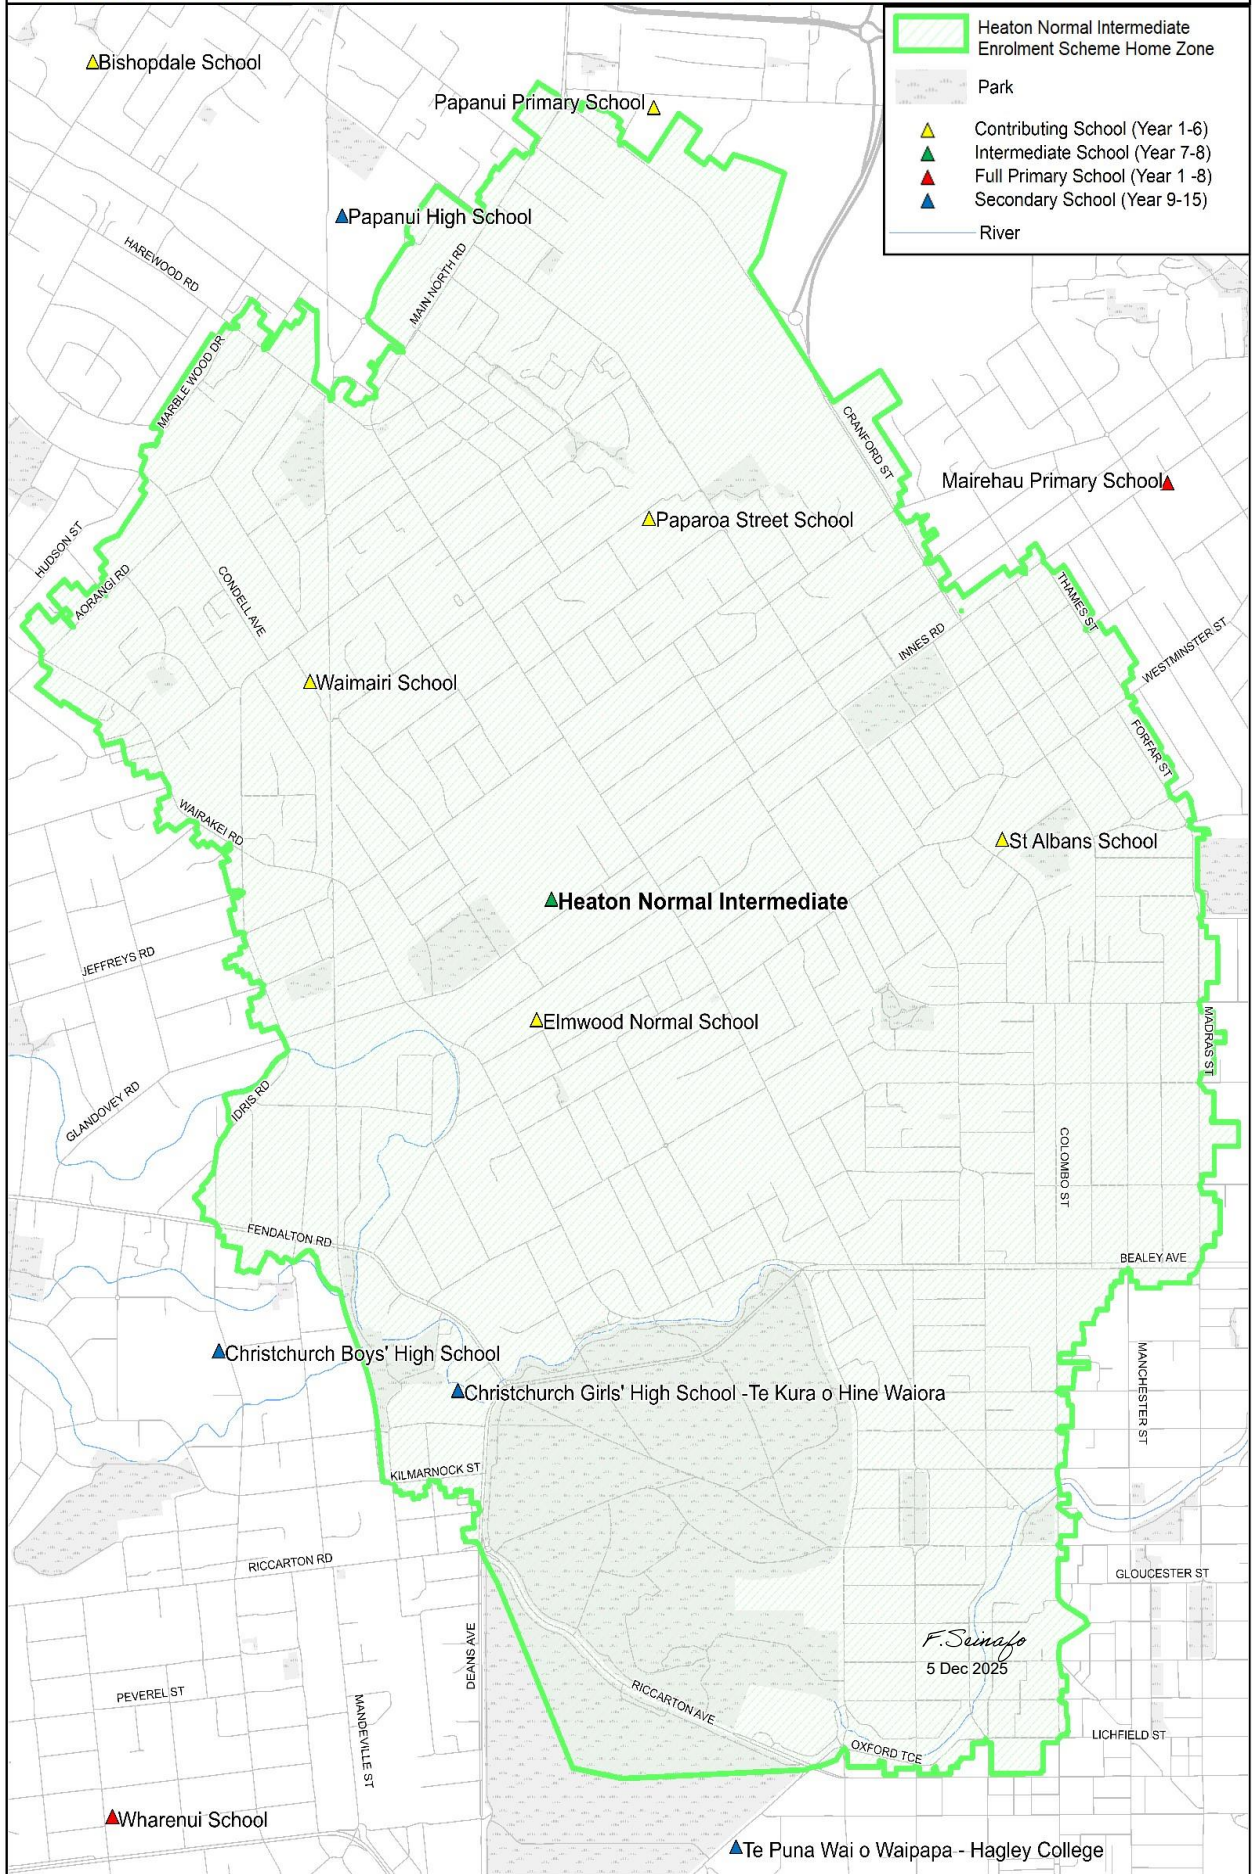 Heaton Normal Intermediate
Enrolment Scheme Home Zone
Park
Contributing School (Year 1-6)
Intermediate School (Year 7-8)
Full Primary School (Year 1 -8)
Secondary School (Year 9-15)
River
Bishopdale School
Papanui Primary School
Papanui High School
HAREWOOD RD
MAIN NORTH RD
MARBLE WOOD DR
CRANFORD ST
Mairehau Primary School
Paparoa Street School
HUDSON ST
AORANGI RD
CONDELL AVE
THAMES ST
INNES RD
WESTMINSTER ST
Waimairi School
FORFAR ST
WAIRAKEI RD
St Albans School
Heaton Normal Intermediate
JEFFREYS RD
Elmwood Normal School
MADRAS ST
GLANDOVEY RD
IDRIS RD
COLOMBO ST
FENDALTON RD
BEALEY AVE
Christchurch Boys' High School
MANCHESTER ST
Christchurch Girls' High School -Te Kura o Hine Waiora
KILMARNOCK ST
RICCARTON RD
GLOUCESTER ST
DEANS AVE
F.Seinafo
5 Dec 2025
PEVEREL ST
MANDEVILLE ST
RICCARTON AVE
LICHFIELD ST
OXFORD TCE
Wharenui School
Te Puna Wai o Waipapa - Hagley College